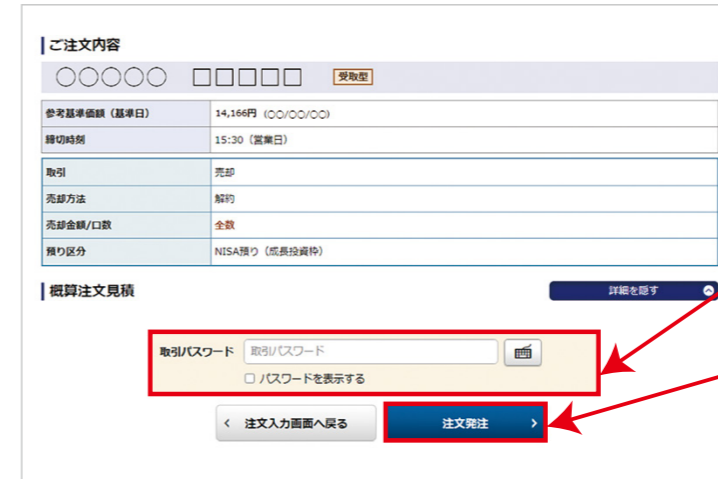 ご注文内容
○○○○○ □□□□□ 受取型
参考基準価額（基準日） 14,166円 (○○/○○/○○)
締切時刻 15:30（営業日）
取引 売却
売却方法 解約
売却金額/口数 全数
預り区分 NISA預り（成長投資枠）
概算注文見積 詳細を隠す
取引パスワード 取引パスワード
パスワードを表示する
< 注文入力画面へ戻る 注文発注 >